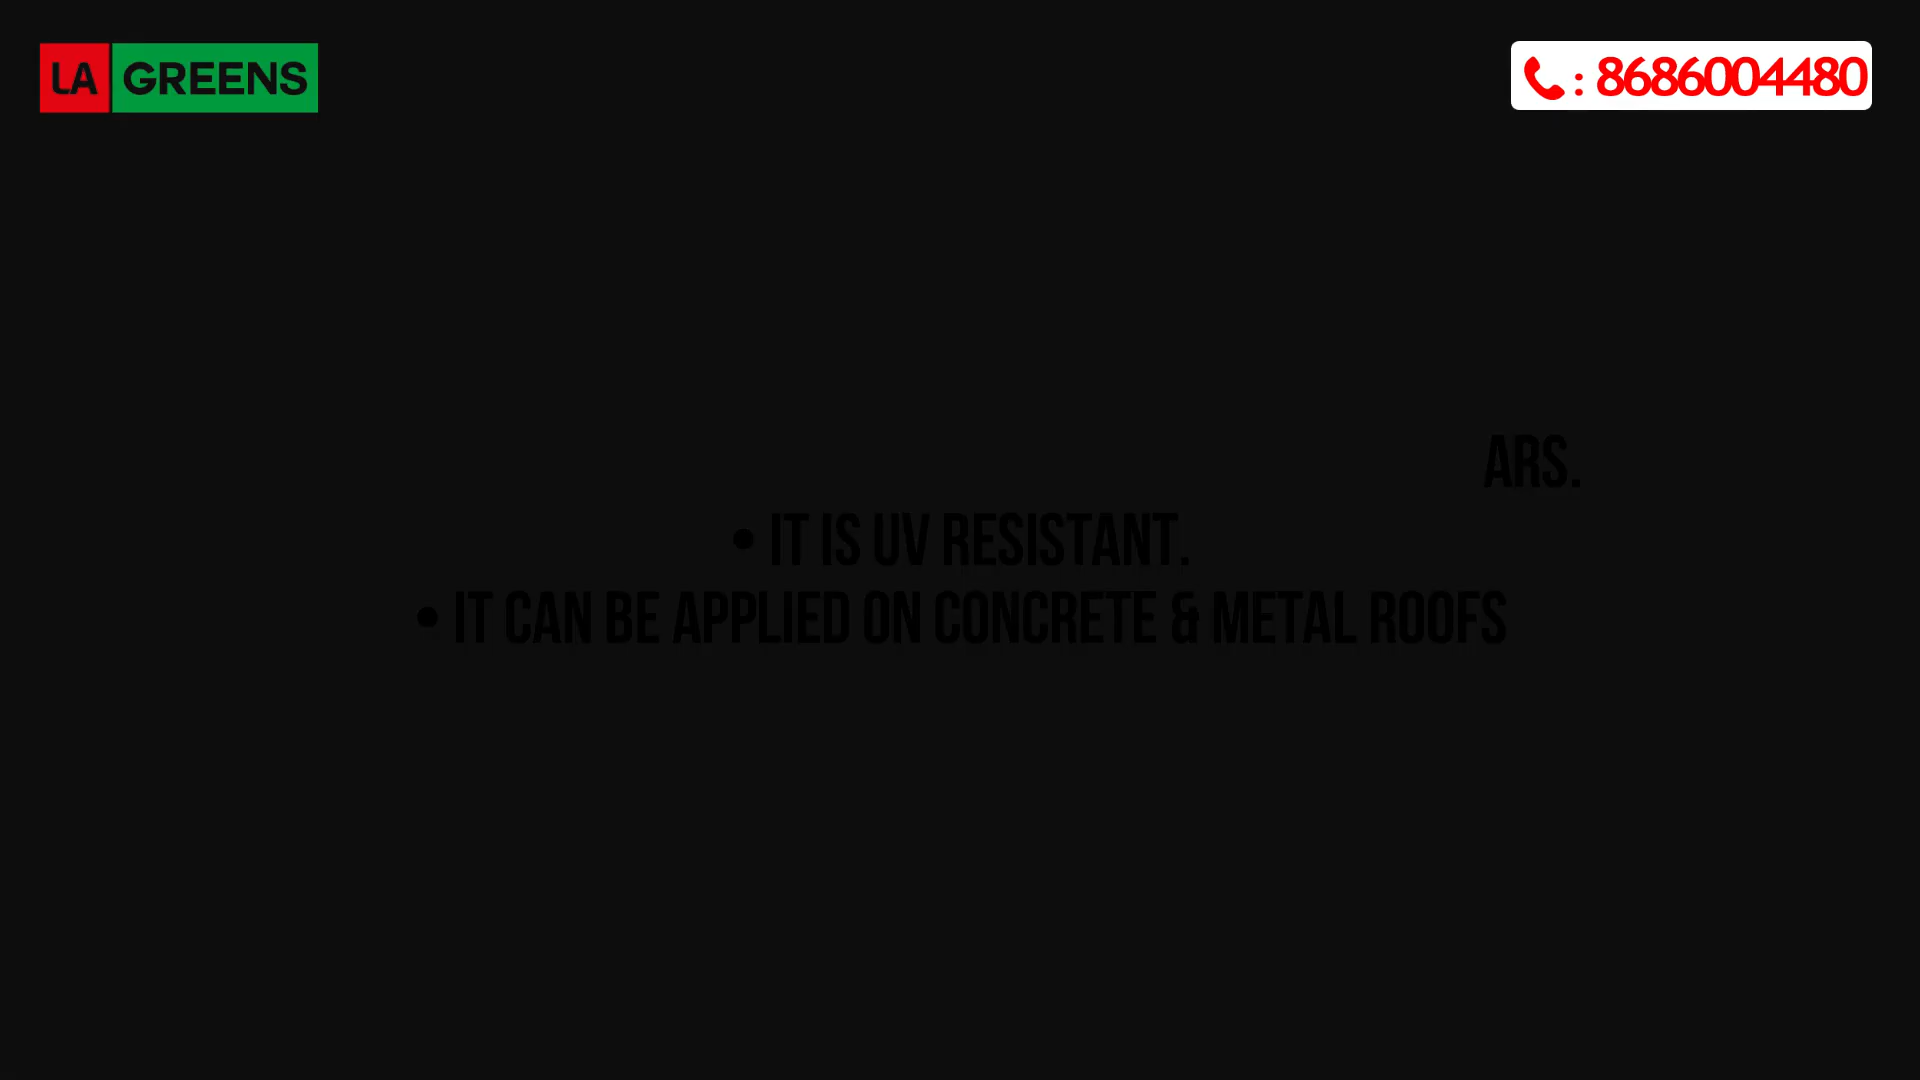 LA GREENS
: 8686004480
ARS.
• IT IS UV RESISTANT.
• IT CAN BE APPLIED ON CONCRETE & METAL ROOFS